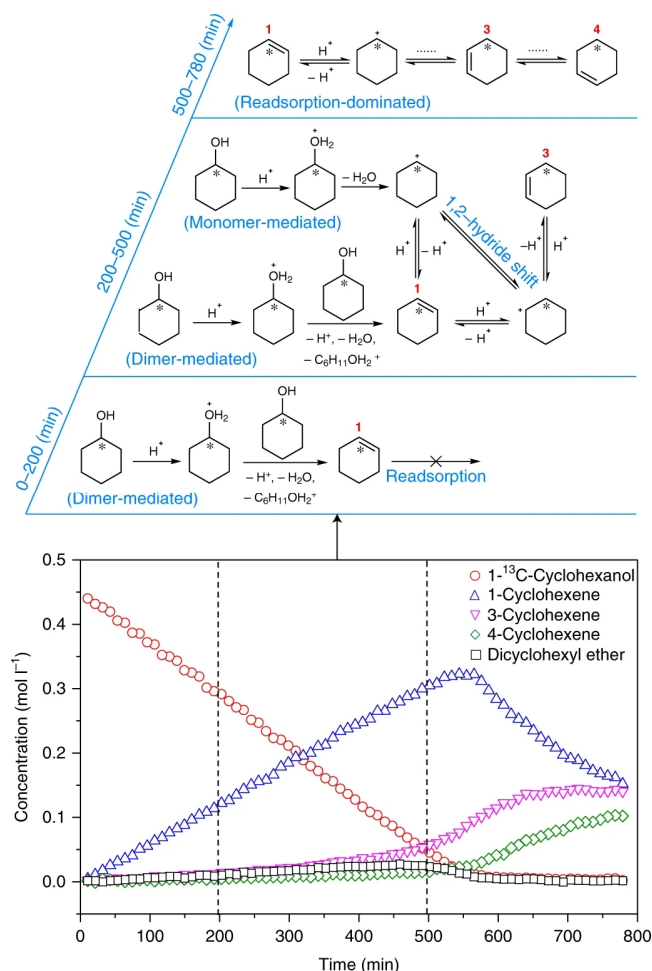 500–780 (min)
1
3
4
*
H+
– H+
+
*
......
*
......
*
(Readsorption-dominated)
200–500 (min)
OH
*
H+
+
OH2
*
– H2O
+
*
3
*
(Monomer-mediated)
1,2–hydride shift
H+
– H+
–H+
H+
OH
*
H+
+
OH2
*
OH
*
– H+, – H2O,
– C6H11OH2 +
1
*
H+
– H+
+
*
(Dimer-mediated)
0–200 (min)
OH
*
H+
+
OH2
*
OH
*
– H+, – H2O,
– C6H11OH2+
1
*
Readsorption
(Dimer-mediated)
Concentration (mol l–1)
0.5
0.4
0.3
0.2
0.1
0.0
1-13C-Cyclohexanol
1-Cyclohexene
3-Cyclohexene
4-Cyclohexene
Dicyclohexyl ether
0 100 200 300 400 500 600 700 800
Time (min)